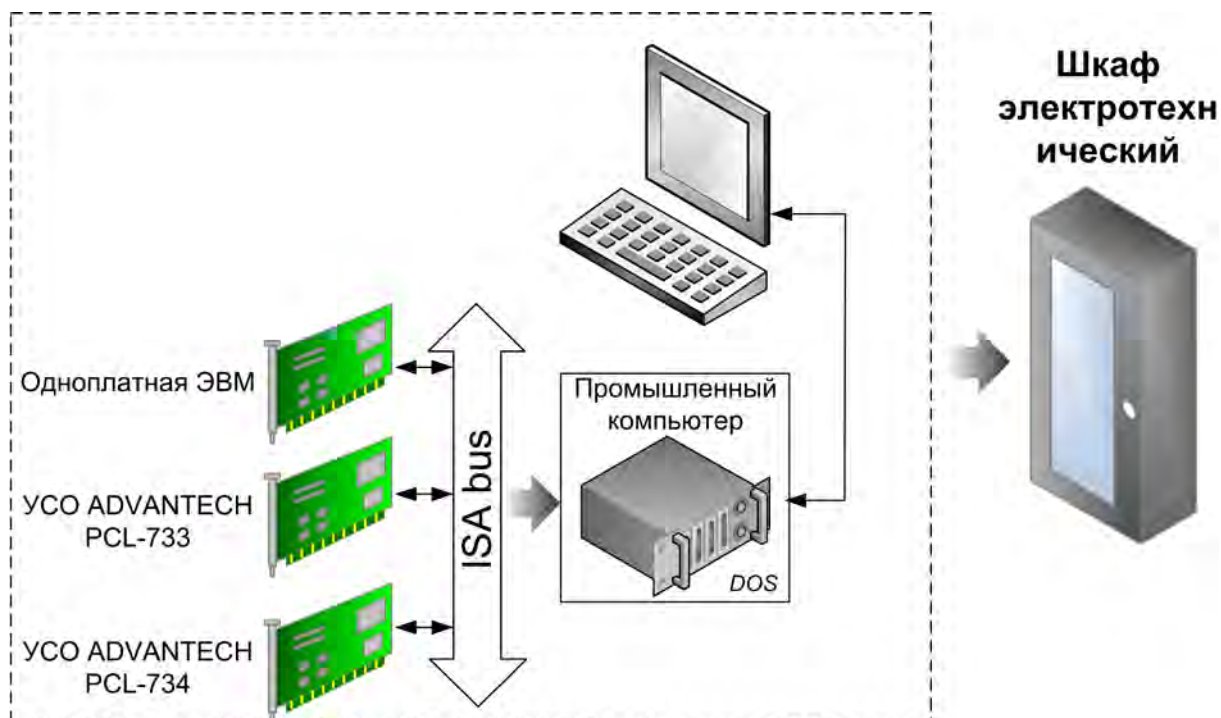 Шкаф
электротехн
ический
Одноплатная ЭВМ
УСО ADVANTECH
PCL-733
УСО ADVANTECH
PCL-734
ISA bus
Промышленный
компьютер
DOS